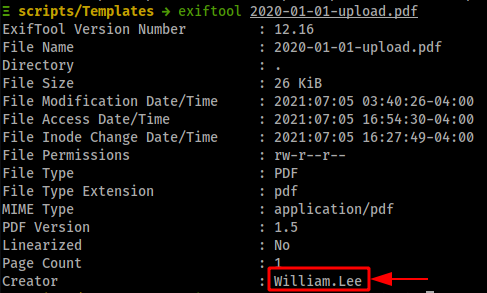 Ξ scripts/Templates → exiftool 2020-01-01-upload.pdf
ExifTool Version Number : 12.16
File Name : 2020-01-01-upload.pdf
Directory : .
File Size : 26 KiB
File Modification Date/Time : 2021:07:05 03:40:26-04:00
File Access Date/Time : 2021:07:05 16:54:30-04:00
File Inode Change Date/Time : 2021:07:05 16:27:49-04:00
File Permissions : rw-r--r--
File Type : PDF
File Type Extension : pdf
MIME Type : application/pdf
PDF Version : 1.5
Linearized : No
Page Count : 1
Creator : William.Lee